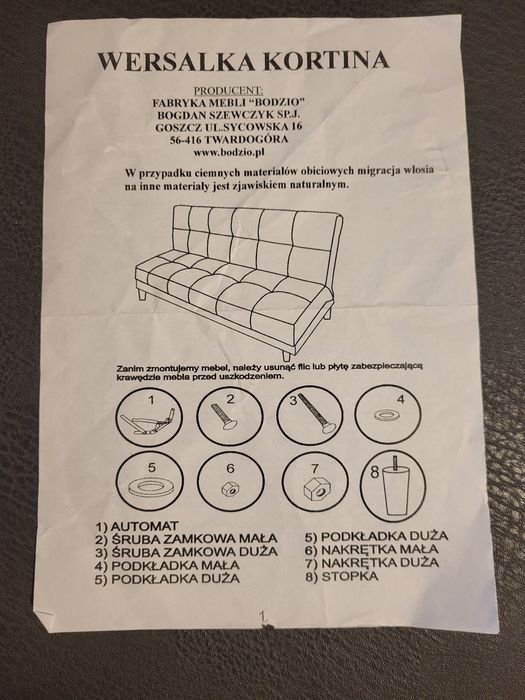 WERSALKA KORTINA
PRODUCENT:
FABRYKA MEBLI “BODZIO”
BOGDAN SZEWCZYK SP.J.
GOSZCZ UL.SYCOWSKA 16
56-416 TWARDOGÓRA
www.bodzio.pl
W przypadku ciemnych materiałów obiciowych migracja włosia
na inne materiały jest zjawiskiem naturalnym.
Zanim zmontujemy mebel, należy usunąć filc lub płytę zabezpieczającą
krawędzie mebla przed uszkodzeniem.
1 2 3 4
5 6 7 8
1) AUTOMAT
2) ŚRUBA ZAMKOWA MAŁA
3) ŚRUBA ZAMKOWA DUŻA
4) PODKŁADKA MAŁA
5) PODKŁADKA DUŻA
5) PODKŁADKA DUŻA
6) NAKRĘTKA MAŁA
7) NAKRĘTKA DUŻA
8) STOPKA
1